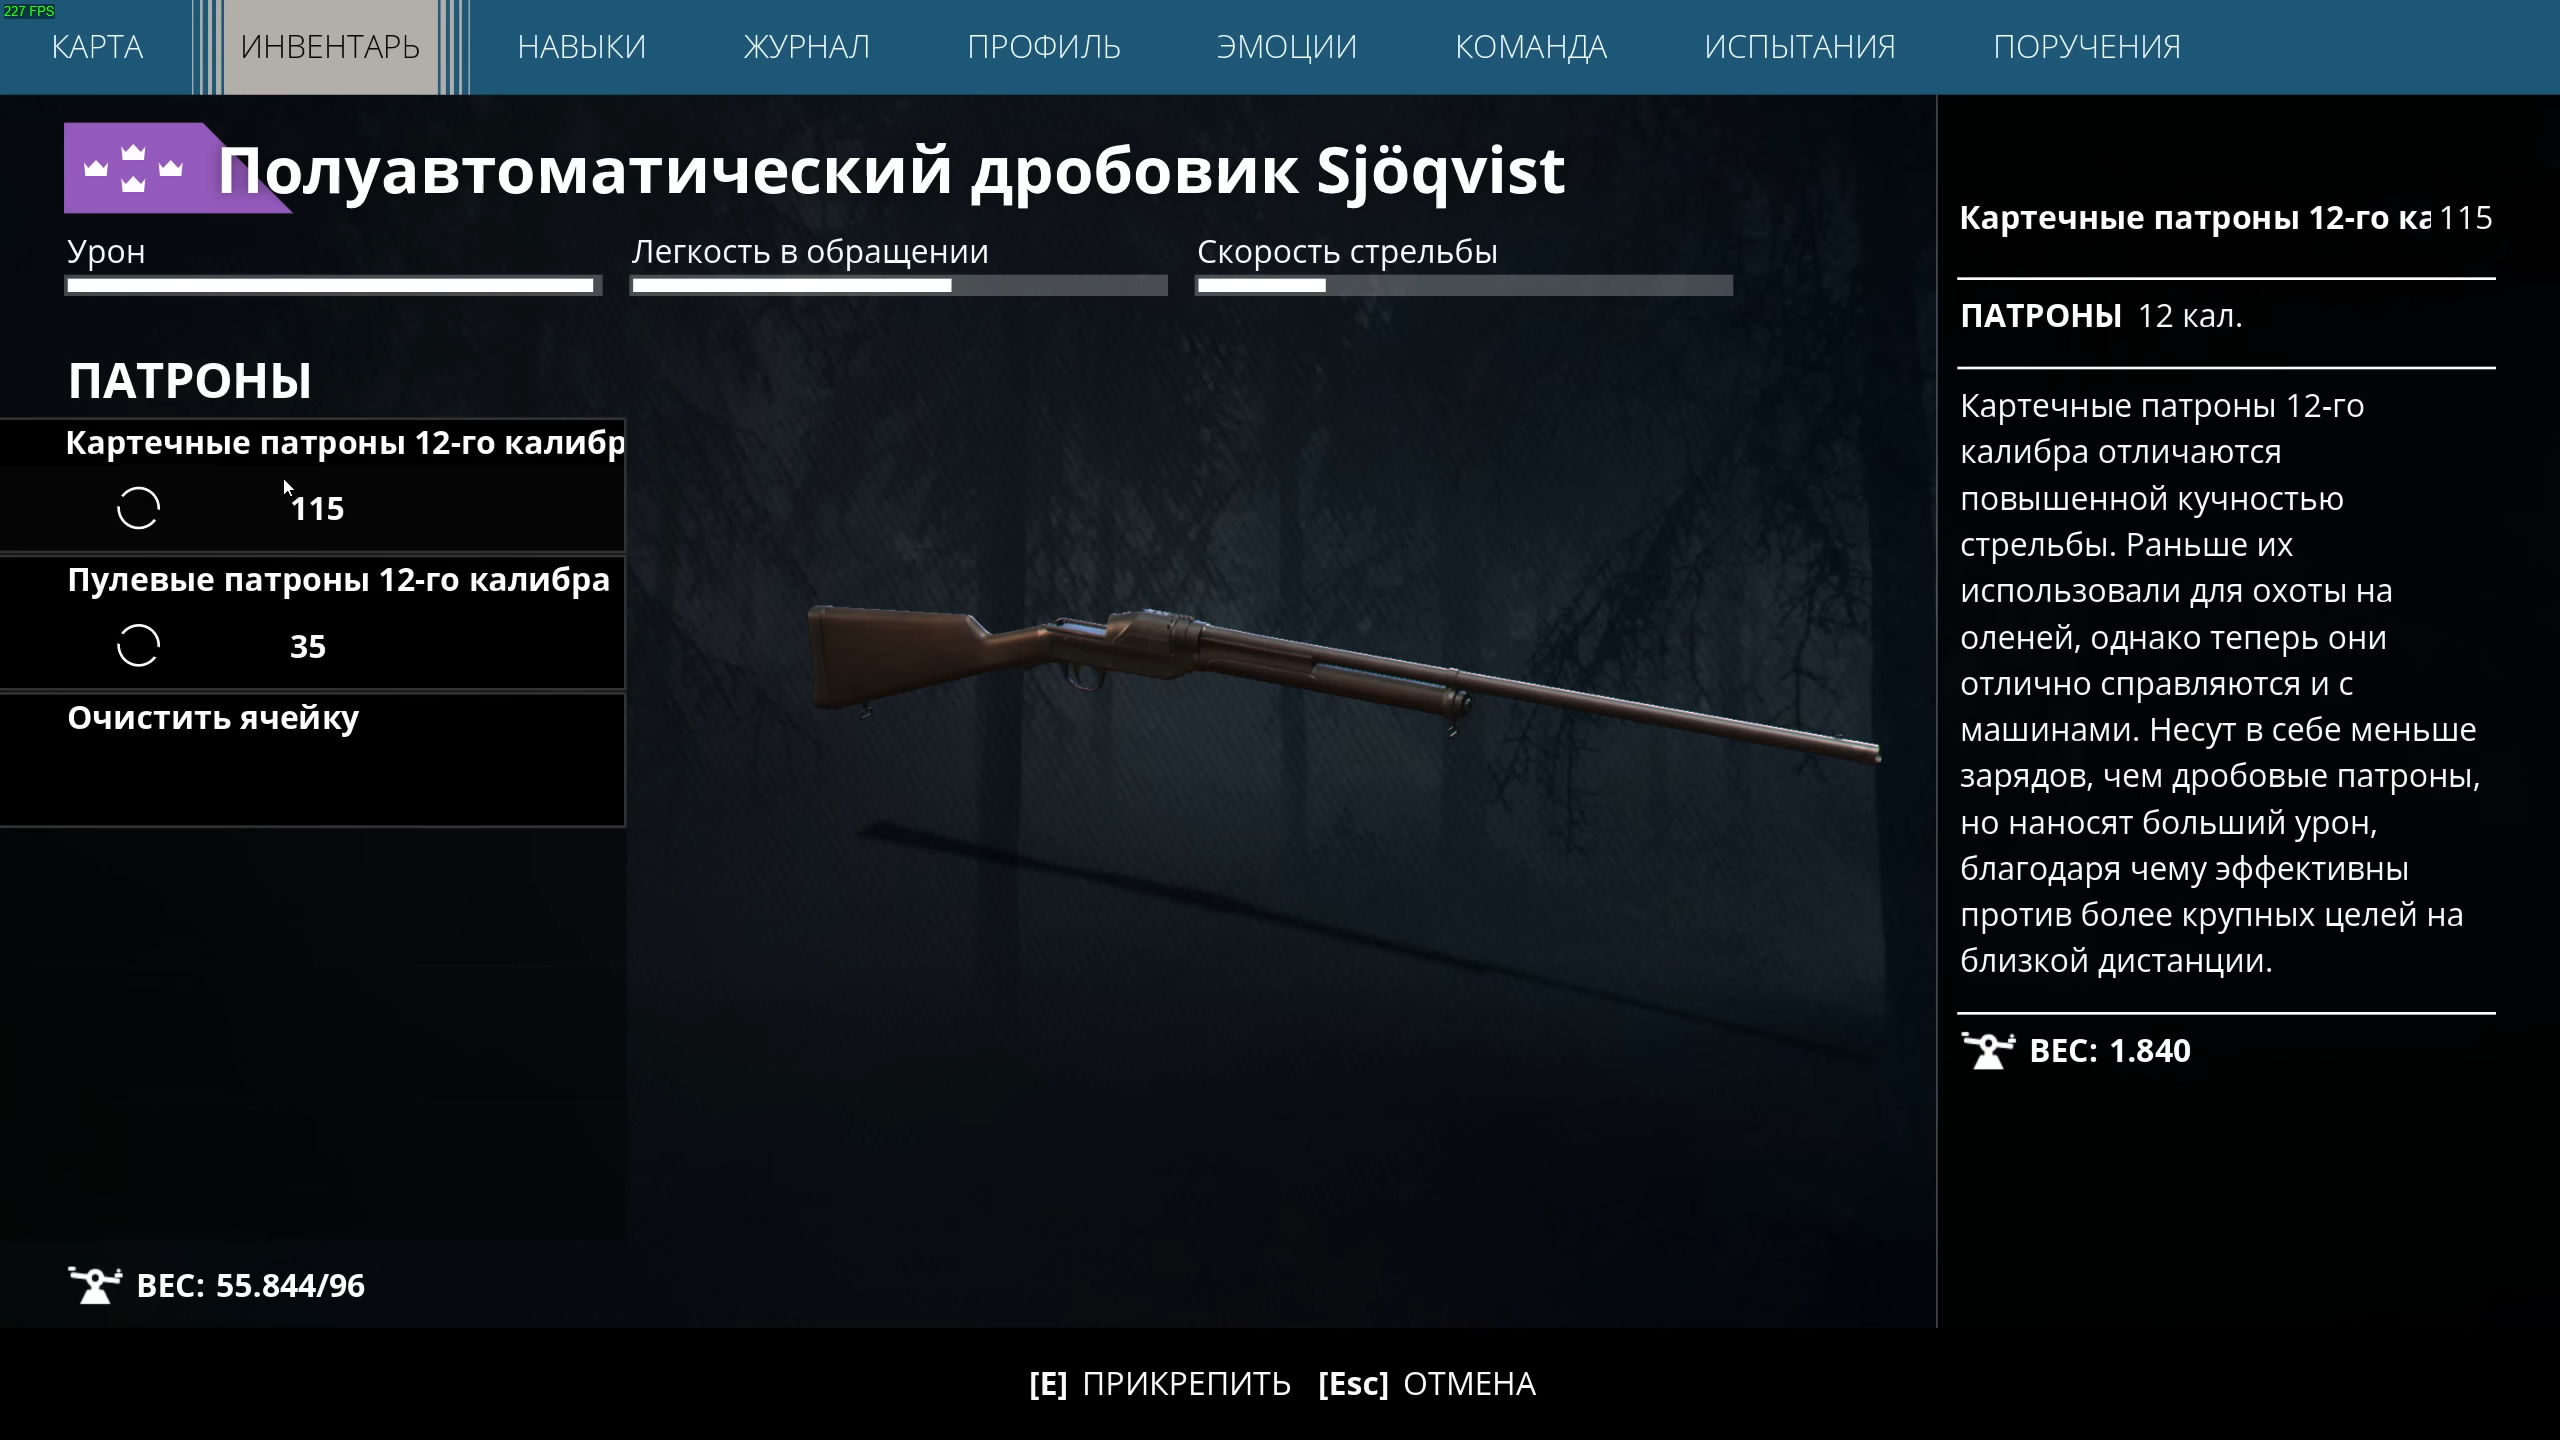 227 FPS
КАРТА ИНВЕНТАРЬ НАВЫКИ ЖУРНАЛ ПРОФИЛЬ ЭМОЦИИ КОМАНДА ИСПЫТАНИЯ ПОРУЧЕНИЯ
Полуавтоматический дробовик Sjöqvist
Урон Легкость в обращении Скорость стрельбы
ПАТРОНЫ
Картечные патроны 12-го калибр
115
Пулевые патроны 12-го калибра
35
Очистить ячейку
ВЕС: 55.844/96
Картечные патроны 12-го ка 115
ПАТРОНЫ 12 кал.
Картечные патроны 12-го
калибра отличаются
повышенной кучностью
стрельбы. Раньше их
использовали для охоты на
оленей, однако теперь они
отлично справляются и с
машинами. Несут в себе меньше
зарядов, чем дробовые патроны,
но наносят больший урон,
благодаря чему эффективны
против более крупных целей на
близкой дистанции.
ВЕС: 1.840
[E] ПРИКРЕПИТЬ [Esc] ОТМЕНА